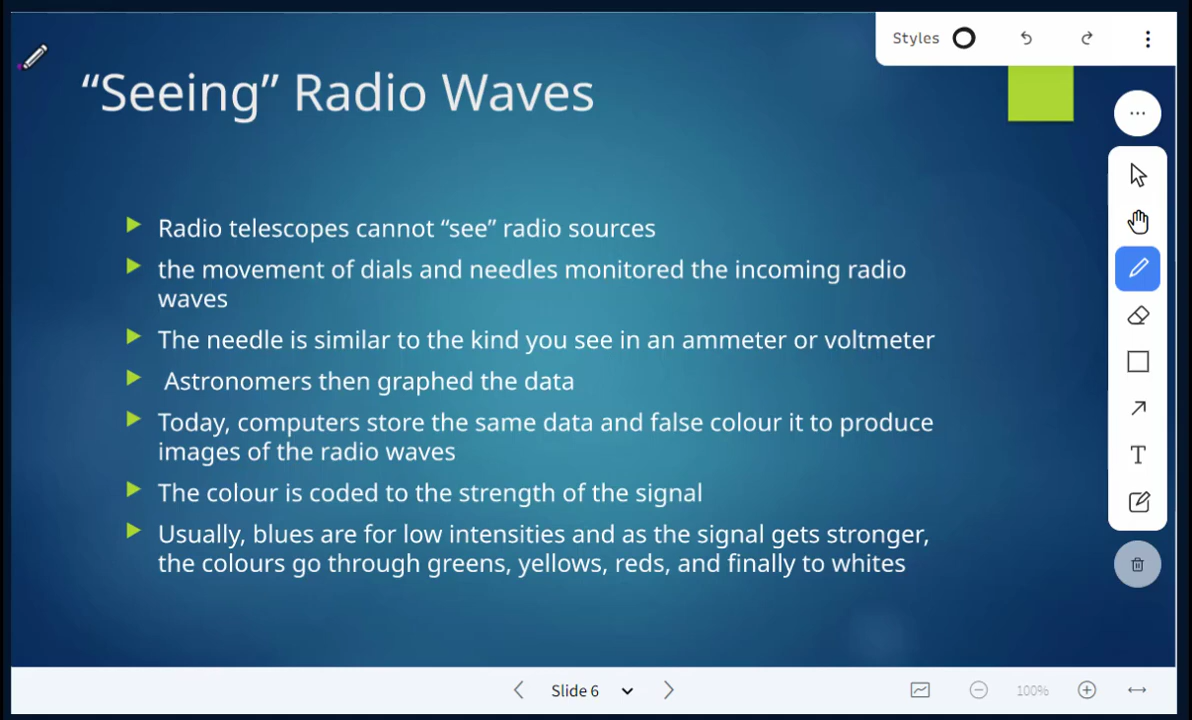 Styles
“Seeing” Radio Waves
Radio telescopes cannot “see” radio sources
the movement of dials and needles monitored the incoming radio
waves
The needle is similar to the kind you see in an ammeter or voltmeter
Astronomers then graphed the data
Today, computers store the same data and false colour it to produce
images of the radio waves
The colour is coded to the strength of the signal
Usually, blues are for low intensities and as the signal gets stronger,
the colours go through greens, yellows, reds, and finally to whites
T
Slide 6
100%